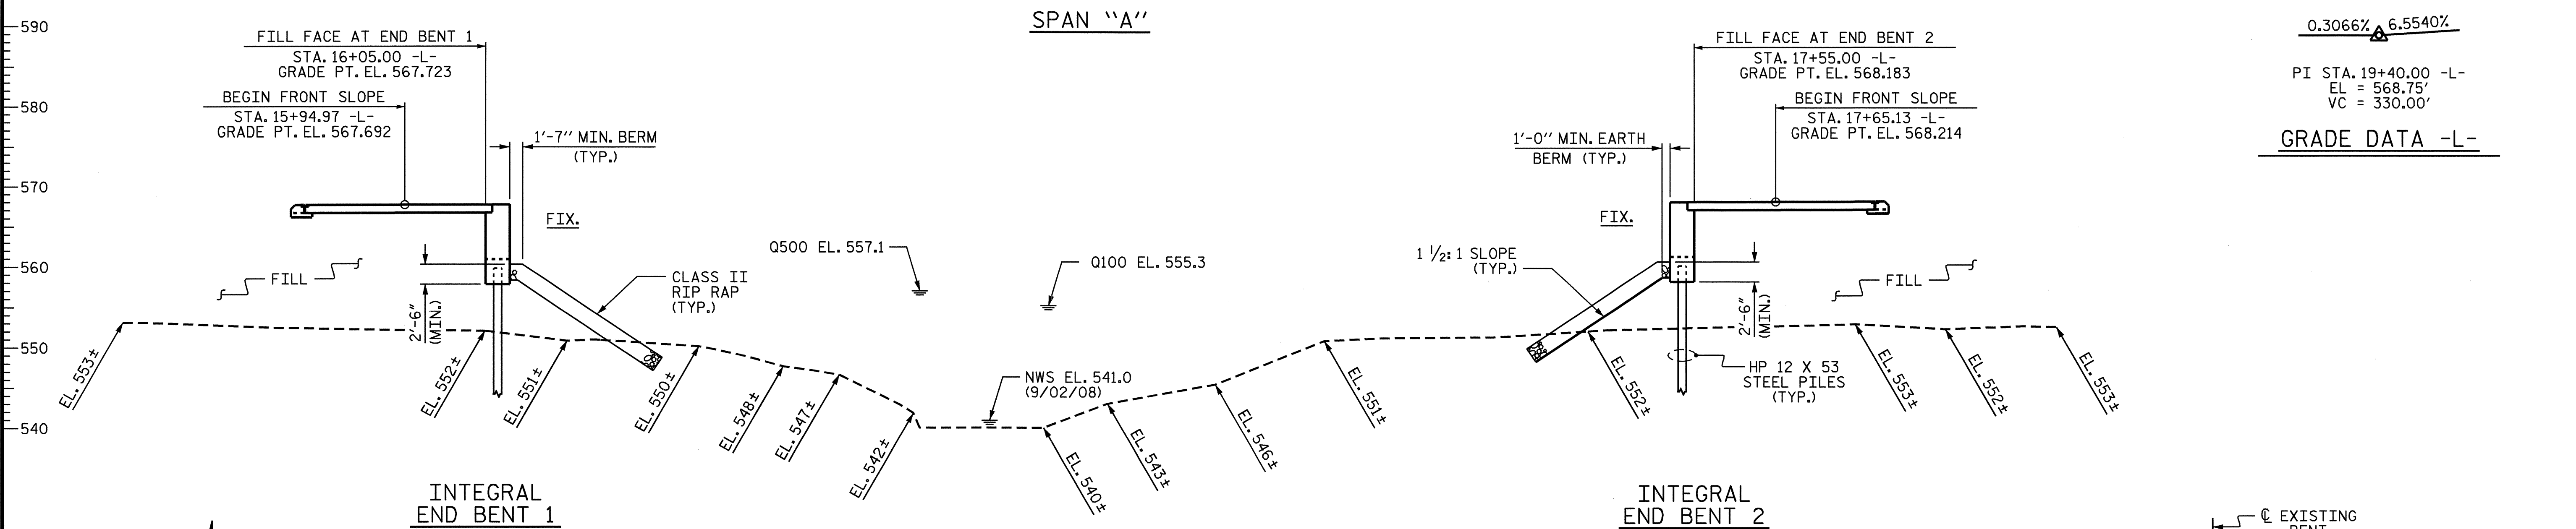 590
580
570
560
550
540
SPAN "A"
FILL FACE AT END BENT 1
STA. 16+05.00 -L-
GRADE PT. EL. 567.723
BEGIN FRONT SLOPE
STA. 15+94.97 -L-
GRADE PT. EL. 567.692
1'-7" MIN. BERM
(TYP.)
FILL FACE AT END BENT 2
STA. 17+55.00 -L-
GRADE PT. EL. 568.183
BEGIN FRONT SLOPE
STA. 17+65.13 -L-
GRADE PT. EL. 568.214
1'-0" MIN. EARTH
BERM (TYP.)
0.3066% 6.5540%
PI STA. 19+40.00 -L-
EL = 568.75'
VC = 330.00'
GRADE DATA -L-
FIX.
FIX.
Q500 EL. 557.1
Q100 EL. 555.3
1 1/2:1 SLOPE
(TYP.)
FILL
CLASS II
RIP RAP
(TYP.)
FILL
2'-6"
(MIN.)
2'-6"
(MIN.)
NWS EL. 541.0
(9/02/08)
HP 12 X 53
STEEL PILES
(TYP.)
EL. 553±
EL. 552±
EL. 551±
EL. 550±
EL. 548±
EL. 547±
EL. 542±
EL. 540±
EL. 543±
EL. 546±
EL. 551±
EL. 552±
EL. 553±
EL. 552±
EL. 553±
INTEGRAL
END BENT 1
INTEGRAL
END BENT 2
℄ EXISTING
BENT